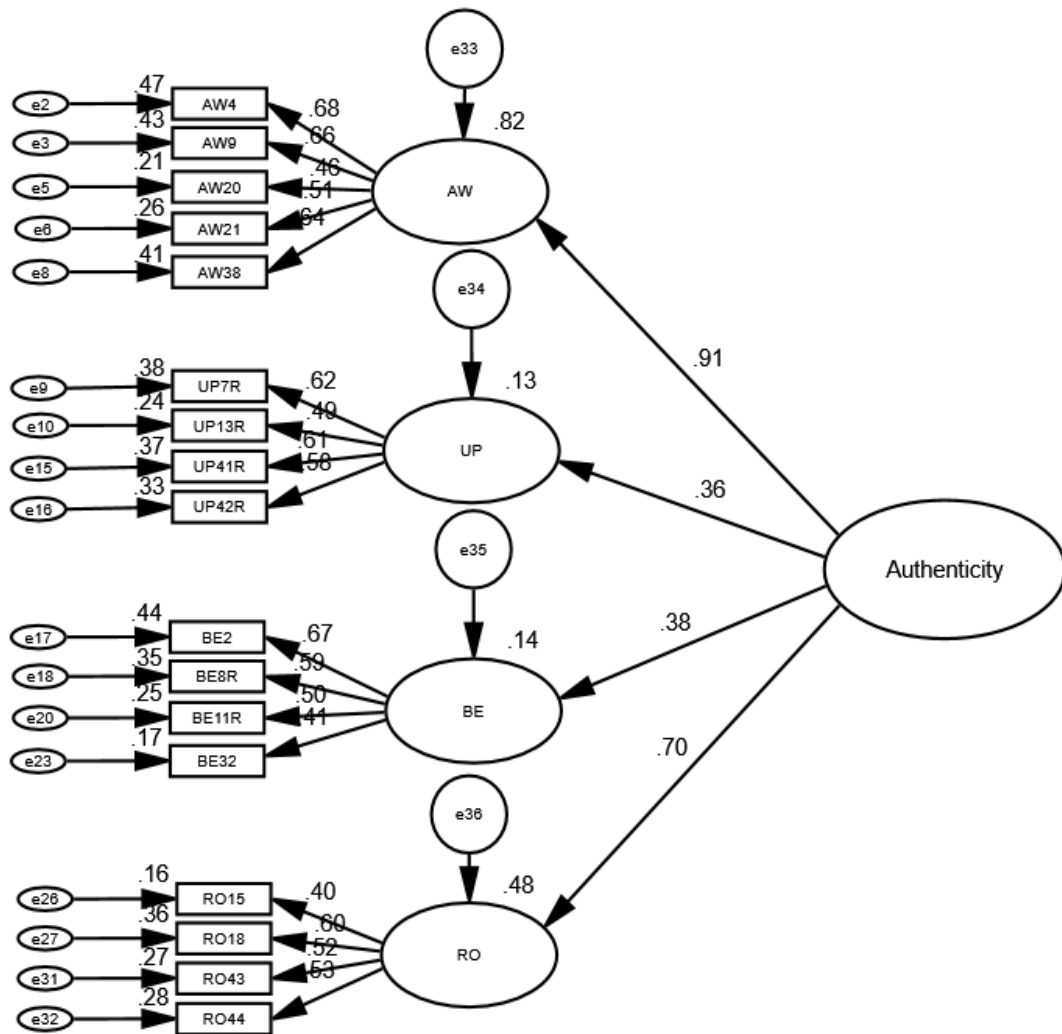 e33
.82
AW
e2
.47
AW4
.68
e3
.43
AW9
.66
e5
.21
AW20
.46
e6
.26
AW21
.51
e8
.41
AW38
.64
.91
e34
.13
UP
e9
.38
UP7R
.62
e10
.24
UP13R
.49
e15
.37
UP41R
.61
e16
.33
UP42R
.58
.36
Authenticity
e35
.14
BE
e17
.44
BE2
.67
e18
.35
BE8R
.59
e20
.25
BE11R
.50
e23
.17
BE32
.41
.38
.70
e36
.48
RO
e26
.16
RO15
.40
e27
.36
RO18
.60
e31
.27
RO43
.52
e32
.28
RO44
.53